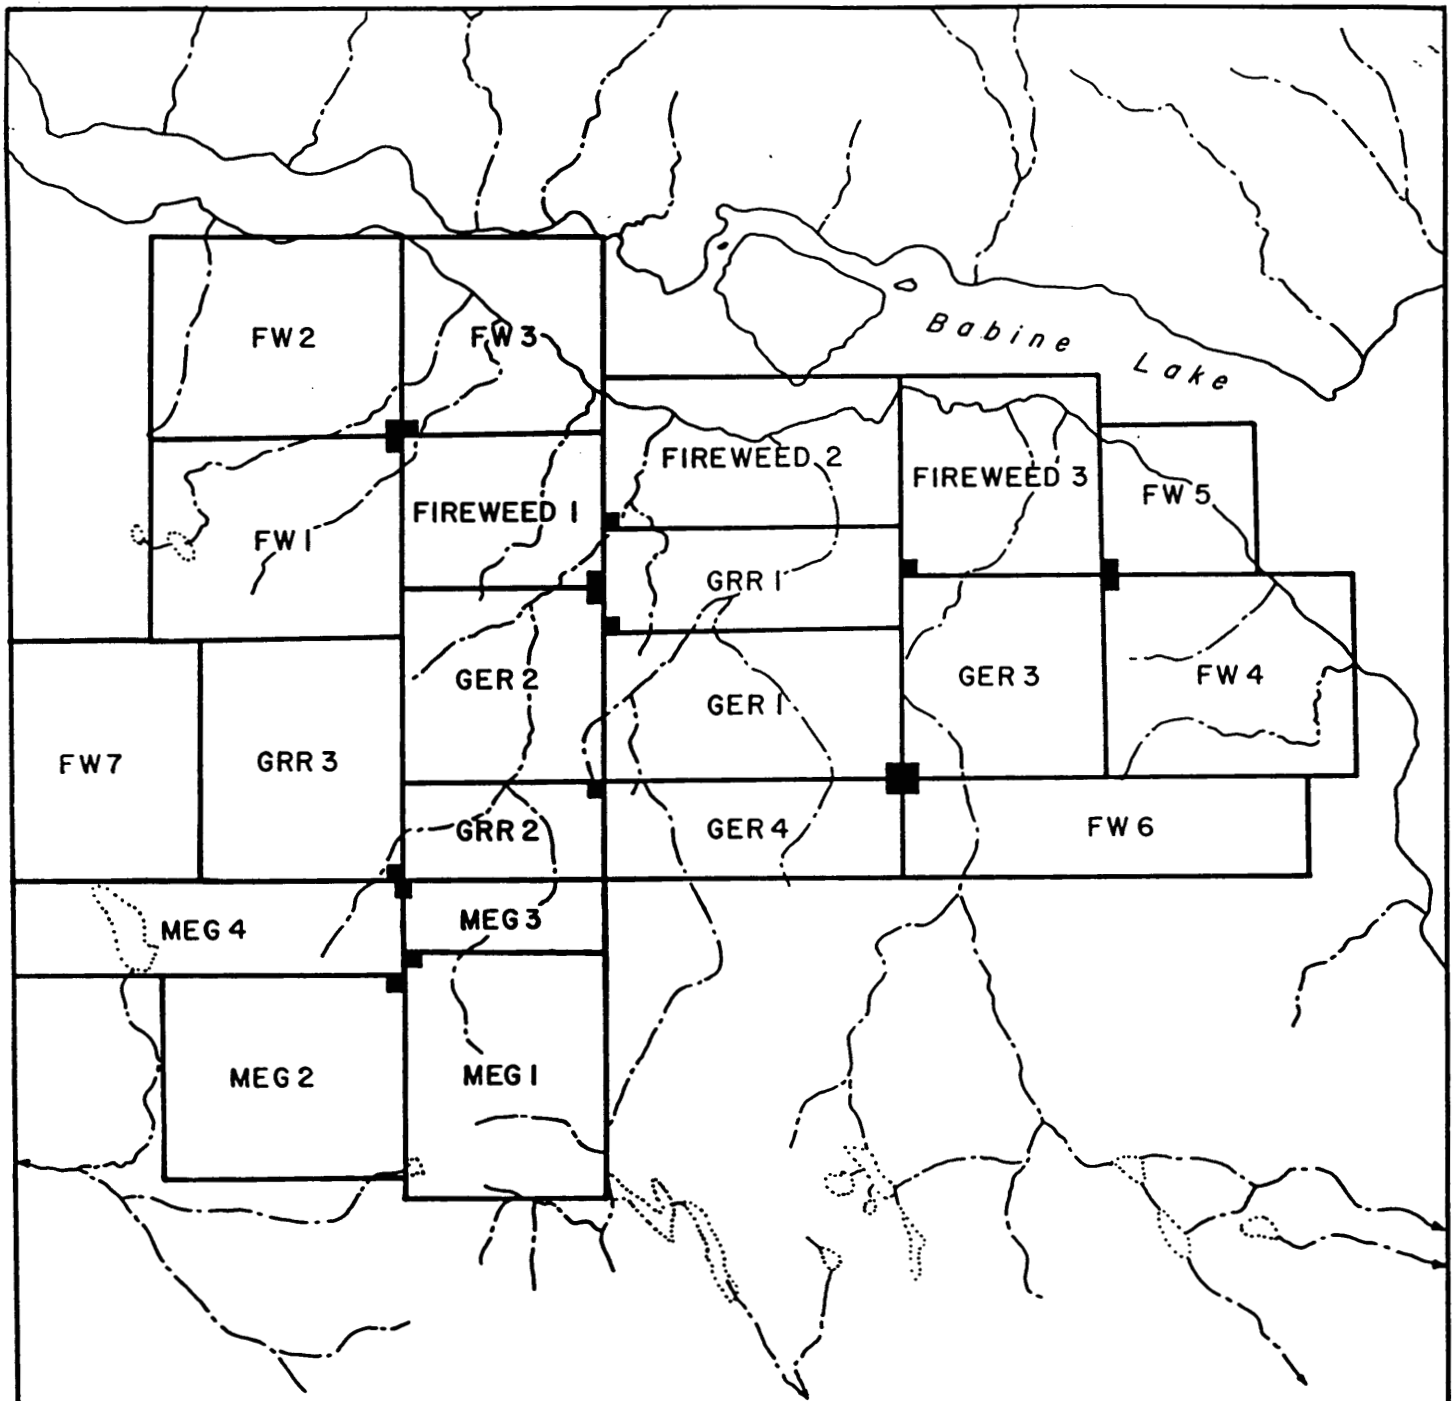 Babine Lake
FW 2
FW 3
FIREWEED 2
FIREWEED 3
FW 5
FIREWEED 1
FW 1
GRR 1
GER 2
GER 1
GER 3
FW 4
FW 7
GRR 3
GRR 2
GER 4
FW 6
MEG 4
MEG 3
MEG 2
MEG 1